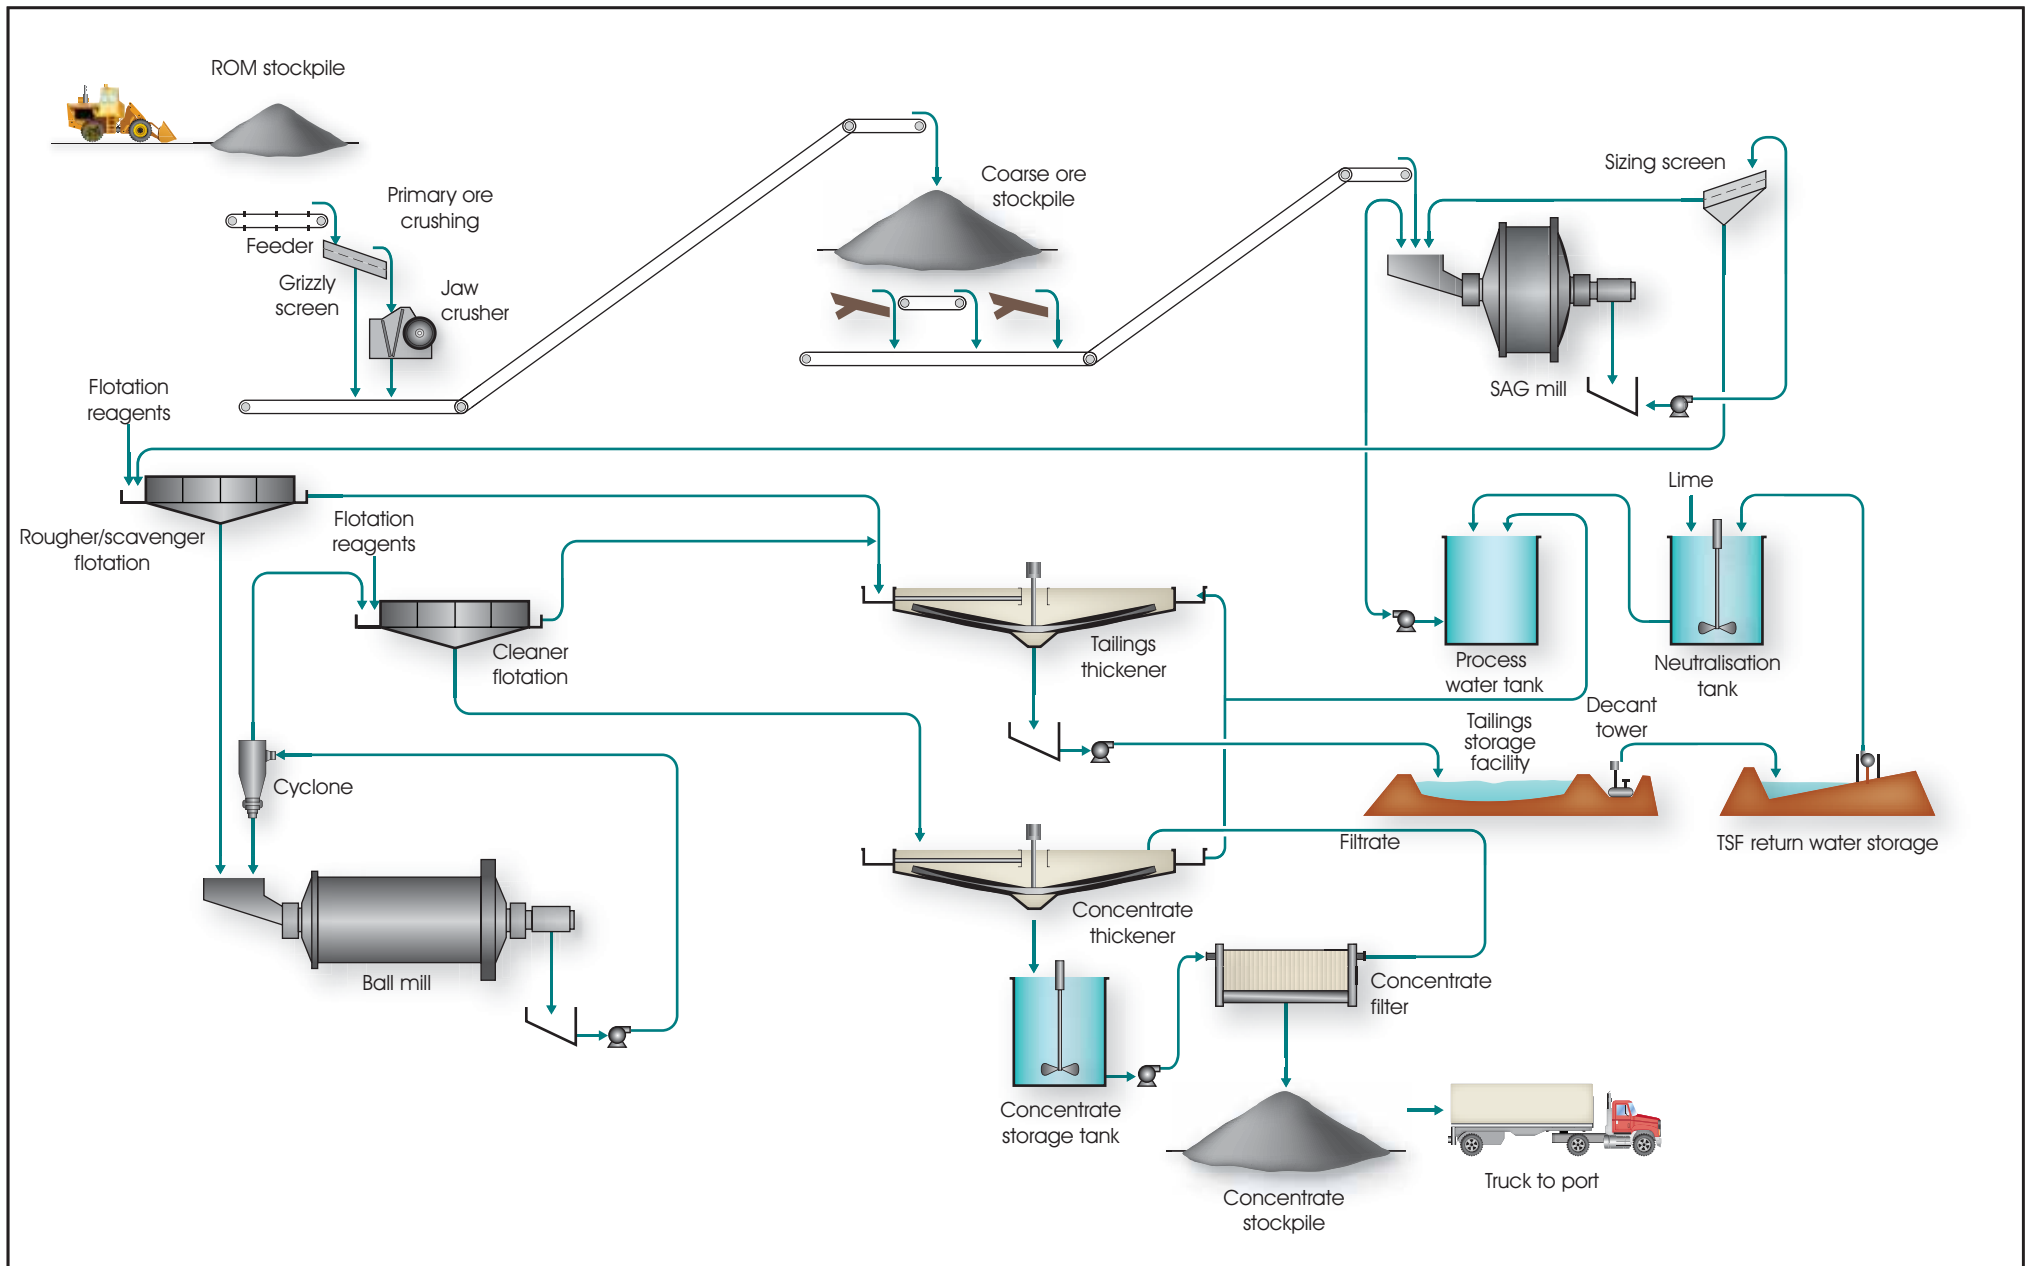 ROM stockpile
Primary ore
crushing
Feeder
Grizzly
screen
Jaw
crusher
Coarse ore
stockpile
Sizing screen
SAG mill
Flotation
reagents
Rougher/scavenger
flotation
Flotation
reagents
Cleaner
flotation
Cyclone
Ball mill
Tailings
thickener
Lime
Process
water tank
Neutralisation
tank
Decant
tower
Tailings
storage
facility
TSF return water storage
Filtrate
Concentrate
thickener
Concentrate
filter
Concentrate
storage tank
Concentrate
stockpile
Truck to port